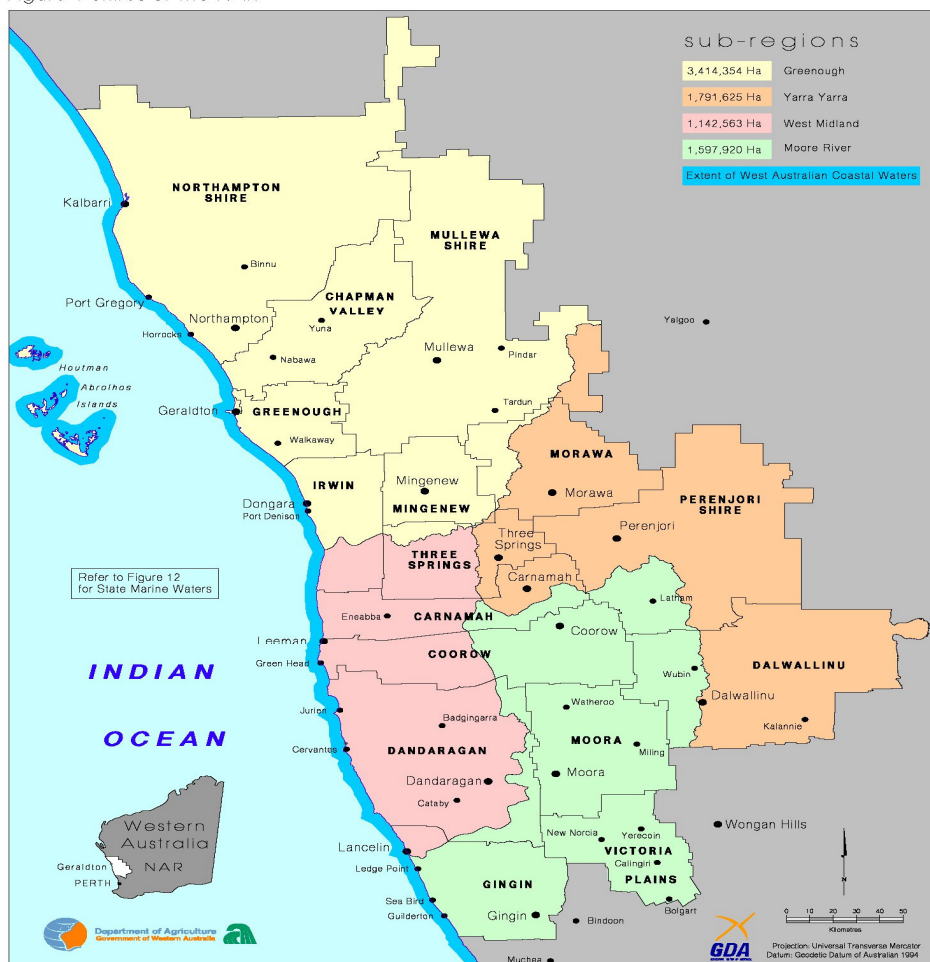 sub-regions
3,414,354 Ha Greenough
1,791,625 Ha Yarra Yarra
1,142,563 Ha West Midland
1,597,920 Ha Moore River
Extent of West Australian Coastal Waters
NORTHAMPTON
SHIRE
Kalbarri
MULLEWA
SHIRE
Binnu
Port Gregory
CHAPMAN
VALLEY
Northampton
Yuna
Horrocks
Yalgoo
Nabawa
Mullewa
Pindar
Houtman
Abrolhos
Islands
Geraldton
GREENOUGH
Tardun
Walkaway
MORAWA
IRWIN
Mingenew
MINGENEW
Morawa
PERENJORI
SHIRE
Dongara
Port Denison
Perenjori
Three
Springs
THREE
SPRINGS
Carnamah
Refer to Figure 12
for State Marine Waters
Latham
Eneabba
CARNAMAH
Coorow
Leeman
COOROW
Green Head
INDIAN
OCEAN
DALWALLINU
Wubin
Dalwallinu
Jurien
Watheroo
Badgingarra
Kalannie
Cervantes
DANDARAGAN
MOORA
Miling
Dandaragan
Moora
Cataby
Western
Australia
NAR
Geraldton
PERTH
Lancelin
New Norcia
Yerecoin
Wongan Hills
VICTORIA
Calingiri
PLAINS
Ledge Point
GINGIN
Sea Bird
Guilderton
Gingin
Bindoon
Bolgart
Muchea
N
0 10 20 30 40 50
Kilometres
Department of Agriculture
Government of Western Australia
GDA
Projection: Universal Transverse Mercator
Datum: Geodetic Datum of Australian 1994